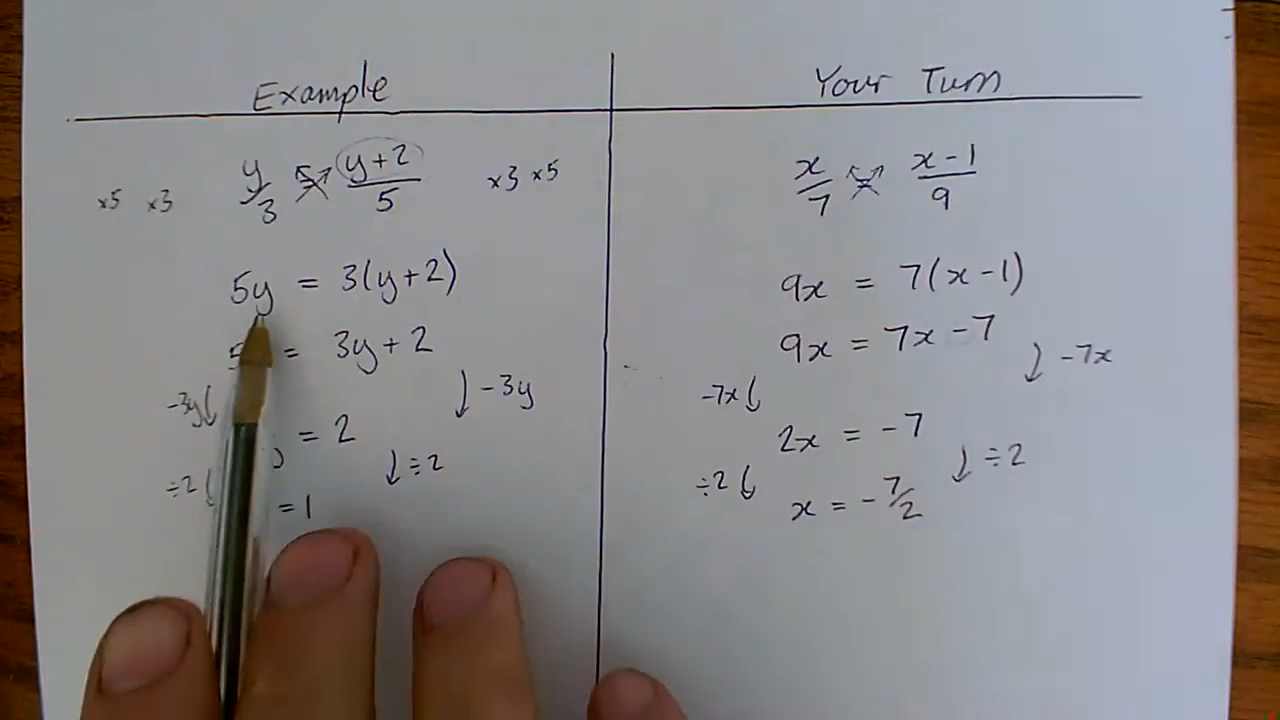 Example
×5 ×3 y/3 = (y+2)/5 ×3 ×5
5y = 3(y+2)
5 = 3y+2
-3y ↓ ↓ -3y
= 2
÷2 ↓ ↓ ÷2
= 1
Your Turn
x/7 = (x-1)/9
9x = 7(x-1)
9x = 7x-7
-7x ↓ ↓ -7x
2x = -7
÷2 ↓ ↓ ÷2
x = -7/2